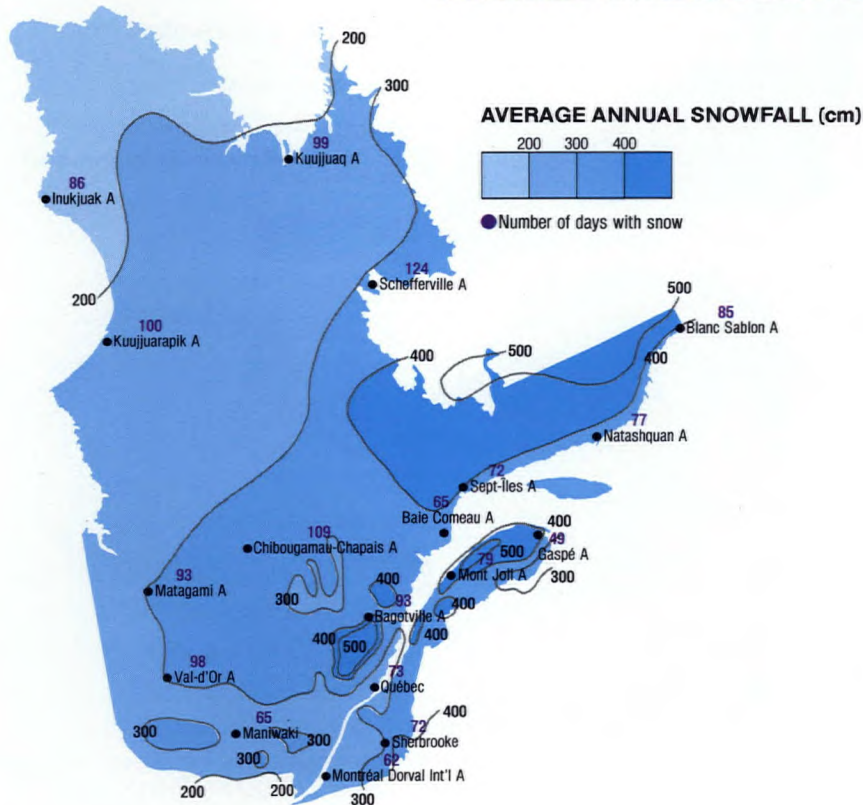 200
300
AVERAGE ANNUAL SNOWFALL (cm)
200 300 400
Number of days with snow
99
Kuujjuaq A
86
Inukjuak A
124
Schefferville A
200
500
85
Blanc Sablon A
100
Kuujjuarapik A
400
500
400
77
Natashquan A
72
Sept-Îles A
65
Baie Comeau A
400
49
Gaspé A
109
Chibougamau-Chapais A
79
500
Mont Joli A
300
93
Matagami A
300
400
93
Bagotville A
400
400
400
500
98
Val-d'Or A
73
Québec
400
65
Maniwaki
300
300
72
Sherbrooke
300
62
Montréal Dorval Int'l A
200
200
300